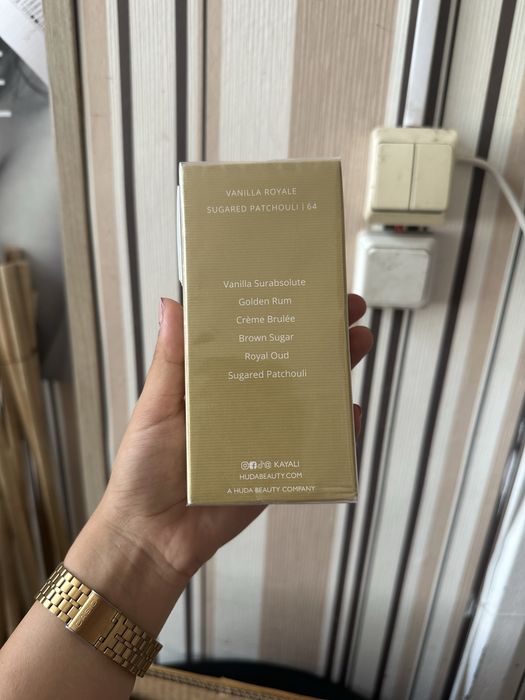 VANILLA ROYALE
SUGARED PATCHOULI | 64
Vanilla Surabsolute
Golden Rum
Crème Brulée
Brown Sugar
Royal Oud
Sugared Patchouli
@ KAYALI
HUDABEAUTY.COM
A HUDA BEAUTY COMPANY